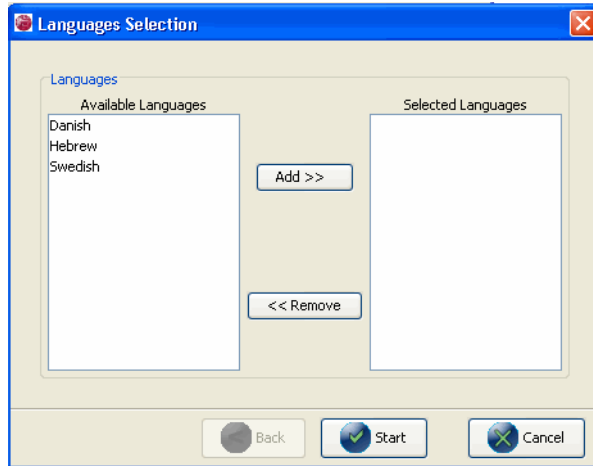 Languages Selection
Languages
Available Languages
Selected Languages
Danish
Hebrew
Swedish
Add >>
<< Remove
Back
Start
Cancel